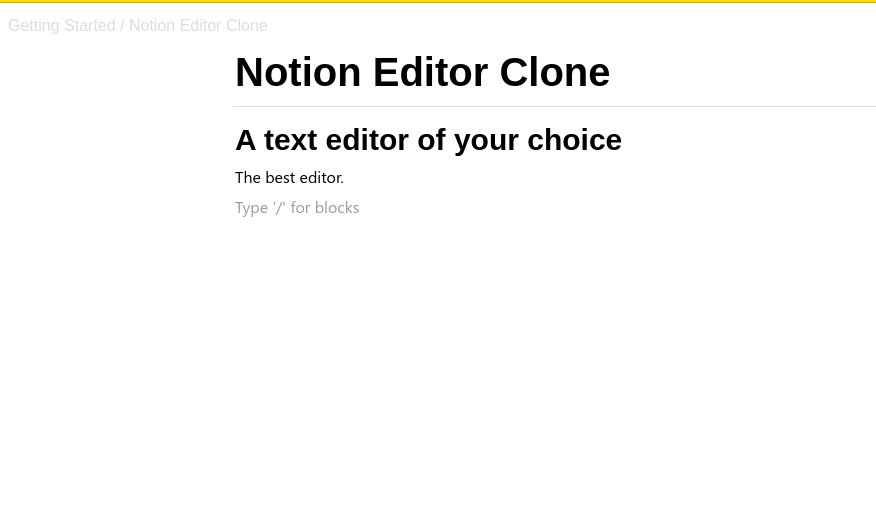 Getting Started / Notion Editor Clone
Notion Editor Clone
A text editor of your choice
The best editor.
Type '/' for blocks